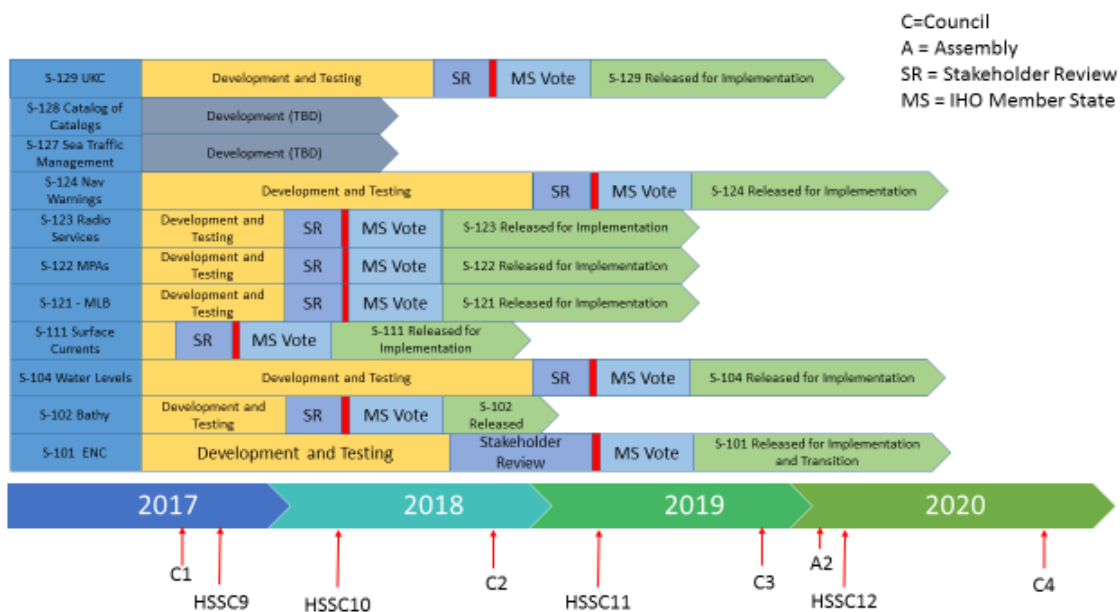 C=Council
A = Assembly
SR = Stakeholder Review
MS = IHO Member State
S-129 UKC
Development and Testing
SR
MS Vote
S-129 Released for Implementation
S-128 Catalog of
Catalogs
Development (TBD)
S-127 Sea Traffic
Management
Development (TBD)
S-124 Nav
Warnings
Development and Testing
SR
MS Vote
S-124 Released for Implementation
S-123 Radio
Services
Development and
Testing
SR
MS Vote
S-123 Released for Implementation
S-122 MPAs
Development and
Testing
SR
MS Vote
S-122 Released for Implementation
S-121 - MLB
Development and
Testing
SR
MS Vote
S-121 Released for Implementation
S-111 Surface
Currents
SR
MS Vote
S-111 Released for
Implementation
S-104 Water Levels
Development and Testing
SR
MS Vote
S-104 Released for Implementation
S-102 Bathy
Development and
Testing
SR
MS Vote
S-102
Released
S-101 ENC
Development and Testing
Stakeholder
Review
MS Vote
S-101 Released for Implementation
and Transition
2017
2018
2019
2020
C1
HSSC9
HSSC10
C2
HSSC11
C3
A2
HSSC12
C4